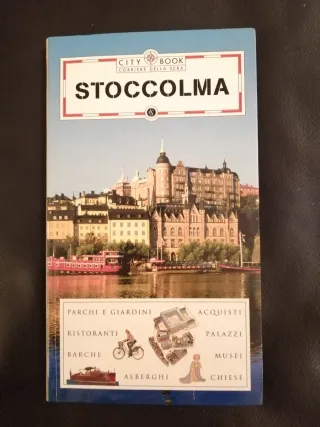 CITY BOOK
CORRIERE DELLA SERA
STOCCOLMA
PARCHI E GIARDINI
ACQUISTI
RISTORANTI
PALAZZI
BARCHE
MUSEI
ALBERGHI
CHIESE